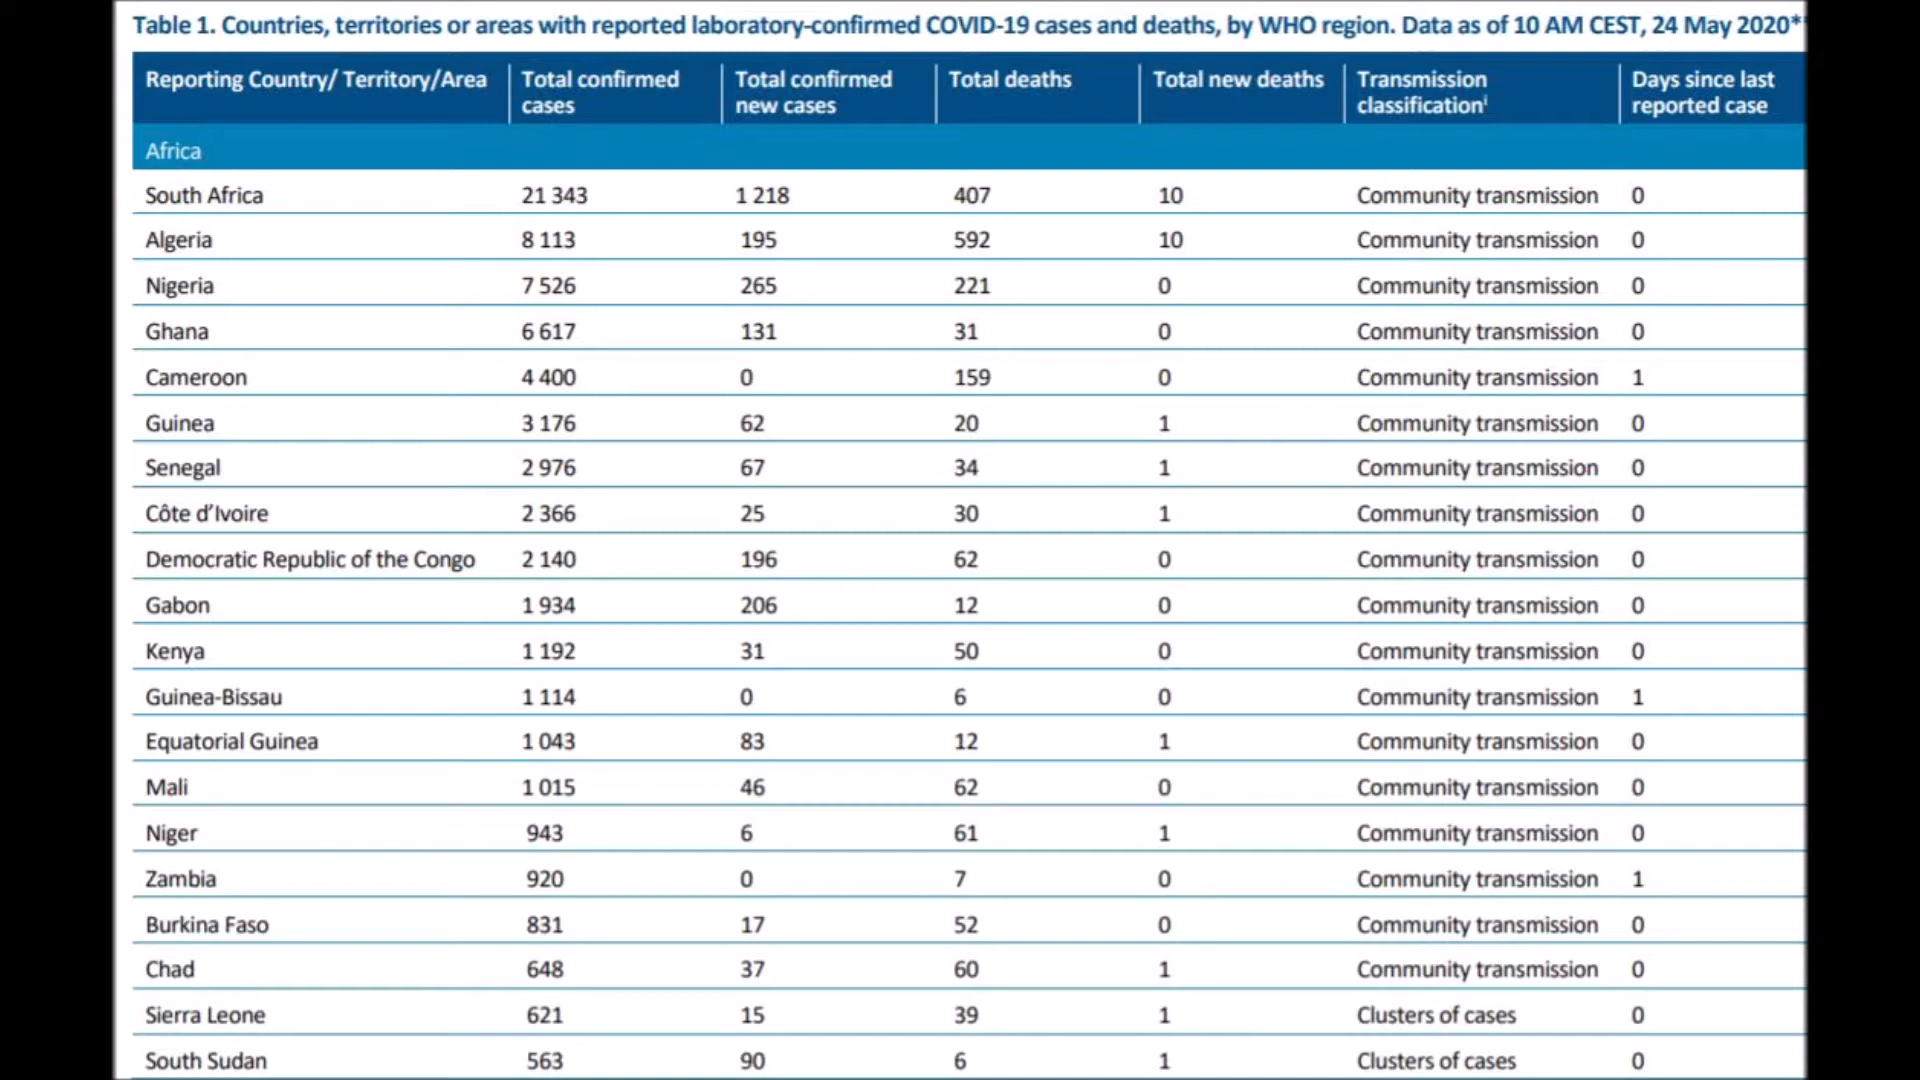 Table 1. Countries, territories or areas with reported laboratory-confirmed COVID-19 cases and deaths, by WHO region. Data as of 10 AM CEST, 24 May 2020*
Reporting Country/ Territory/Area Total confirmed cases Total confirmed new cases Total deaths Total new deaths Transmission classificationⁱ Days since last reported case
Africa
South Africa 21 343 1 218 407 10 Community transmission 0
Algeria 8 113 195 592 10 Community transmission 0
Nigeria 7 526 265 221 0 Community transmission 0
Ghana 6 617 131 31 0 Community transmission 0
Cameroon 4 400 0 159 0 Community transmission 1
Guinea 3 176 62 20 1 Community transmission 0
Senegal 2 976 67 34 1 Community transmission 0
Côte d’Ivoire 2 366 25 30 1 Community transmission 0
Democratic Republic of the Congo 2 140 196 62 0 Community transmission 0
Gabon 1 934 206 12 0 Community transmission 0
Kenya 1 192 31 50 0 Community transmission 0
Guinea-Bissau 1 114 0 6 0 Community transmission 1
Equatorial Guinea 1 043 83 12 1 Community transmission 0
Mali 1 015 46 62 0 Community transmission 0
Niger 943 6 61 1 Community transmission 0
Zambia 920 0 7 0 Community transmission 1
Burkina Faso 831 17 52 0 Community transmission 0
Chad 648 37 60 1 Community transmission 0
Sierra Leone 621 15 39 1 Clusters of cases 0
South Sudan 563 90 6 1 Clusters of cases 0